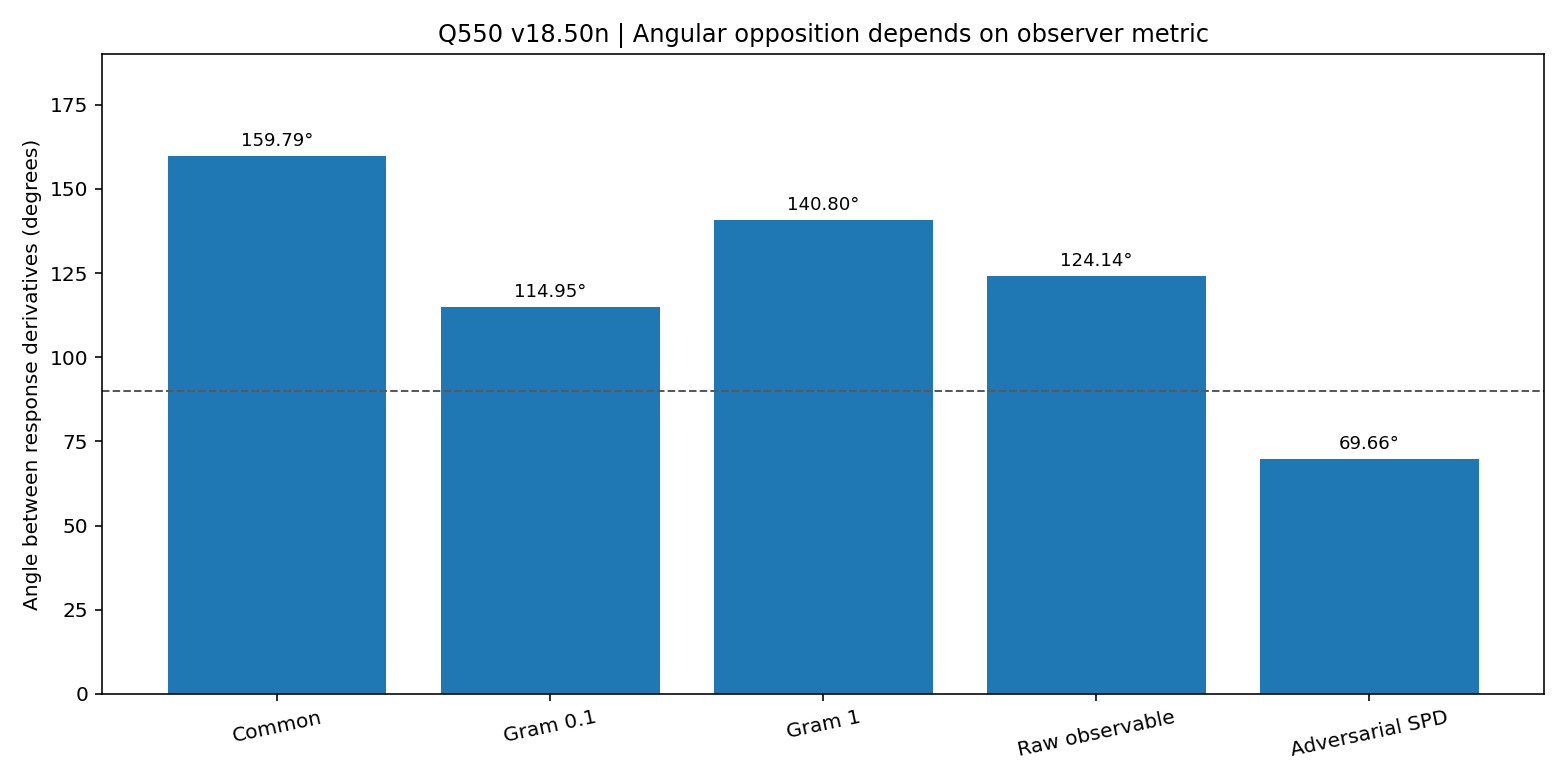 Q550 v18.50n | Angular opposition depends on observer metric
Angle between response derivatives (degrees)
175
150
125
100
75
50
25
0
159.79°
114.95°
140.80°
124.14°
69.66°
Common
Gram 0.1
Gram 1
Raw observable
Adversarial SPD